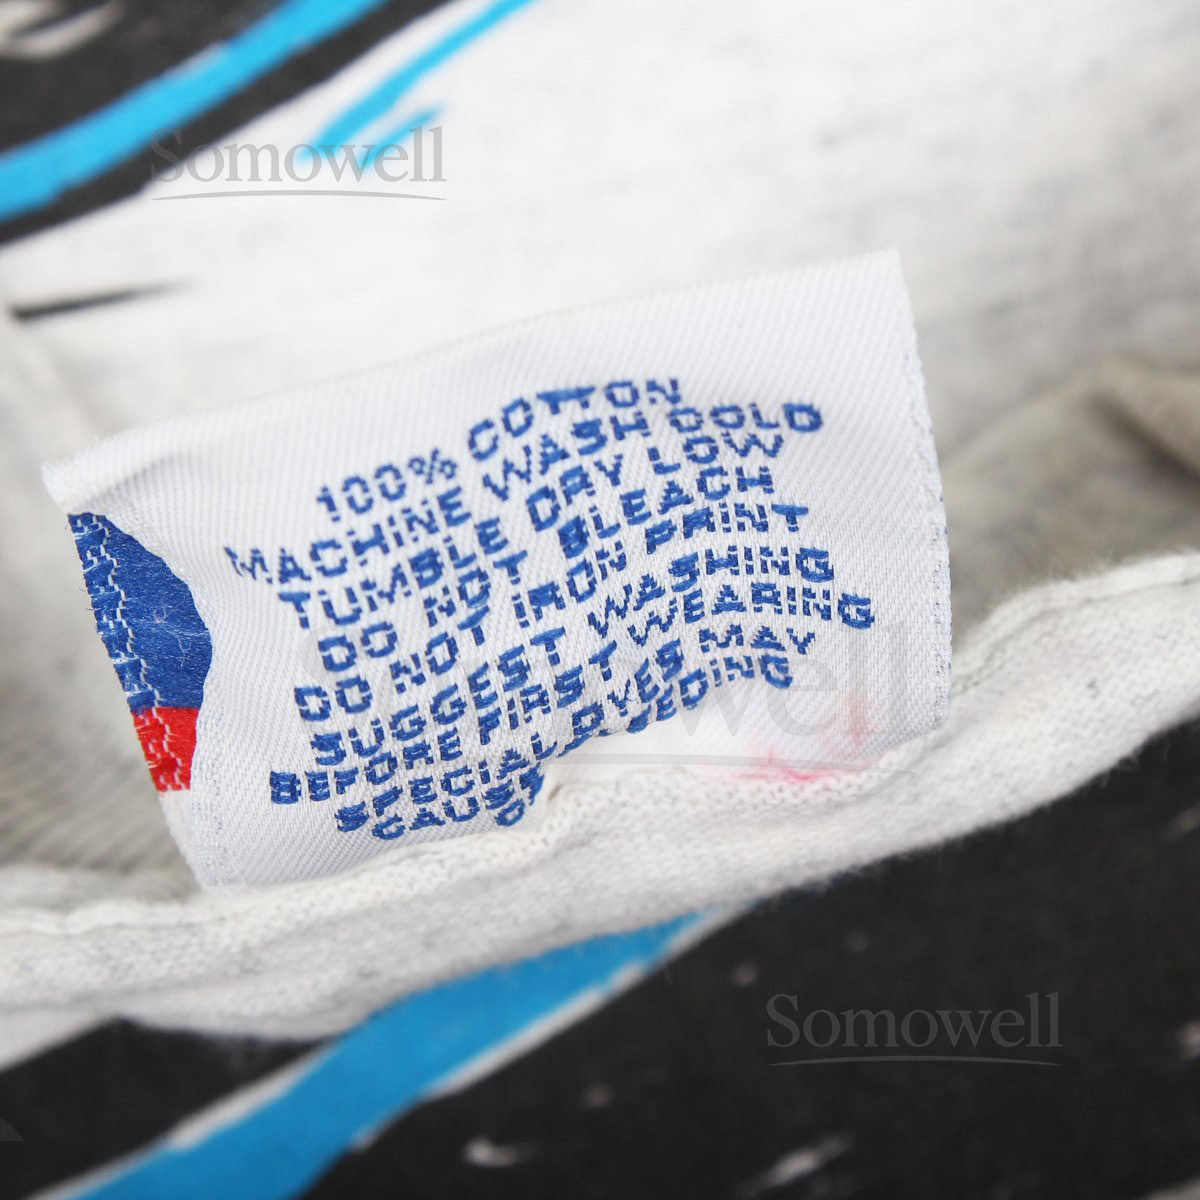 Somowell
100% COTTON
MACHINE WASH COLD
TUMBLE DRY LOW
DO NOT BLEACH
DO NOT IRON PRINT
SUGGEST WASHING
BEFORE FIRST WEARING
SPECIAL DYES MAY
CAUSE
Somowell
Somowell